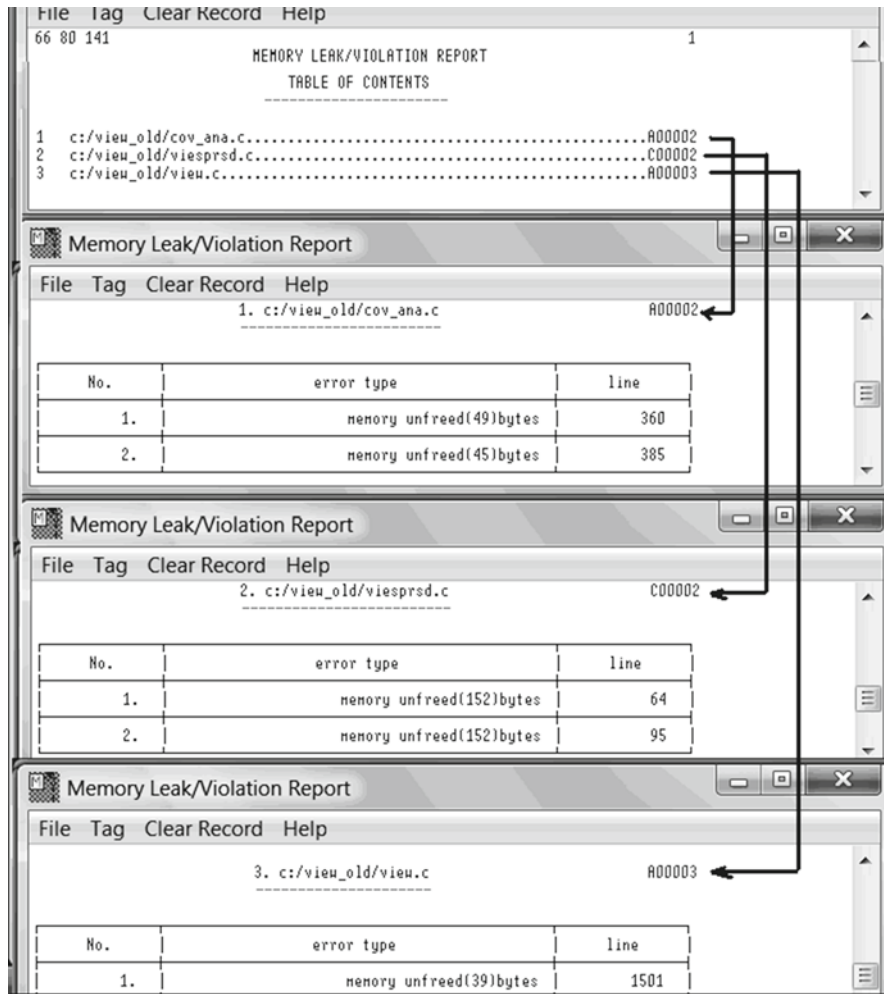 File Tag Clear Record Help
66 80 141 1
MEMORY LEAK/VIOLATION REPORT
TABLE OF CONTENTS
-----------------------
1 c:/view_old/cov_ana.c..................................................A00002
2 c:/view_old/viesprsd.c.................................................C00002
3 c:/view_old/view.c.....................................................A00003
Memory Leak/Violation Report
File Tag Clear Record Help
1. c:/view_old/cov_ana.c A00002
-------------------------
No. error type line
1. memory unfreed(49)bytes 360
2. memory unfreed(45)bytes 385
Memory Leak/Violation Report
File Tag Clear Record Help
2. c:/view_old/viesprsd.c C00002
--------------------------
No. error type line
1. memory unfreed(152)bytes 64
2. memory unfreed(152)bytes 95
Memory Leak/Violation Report
File Tag Clear Record Help
3. c:/view_old/view.c A00003
----------------------
No. error type line
1. memory unfreed(39)bytes 1501